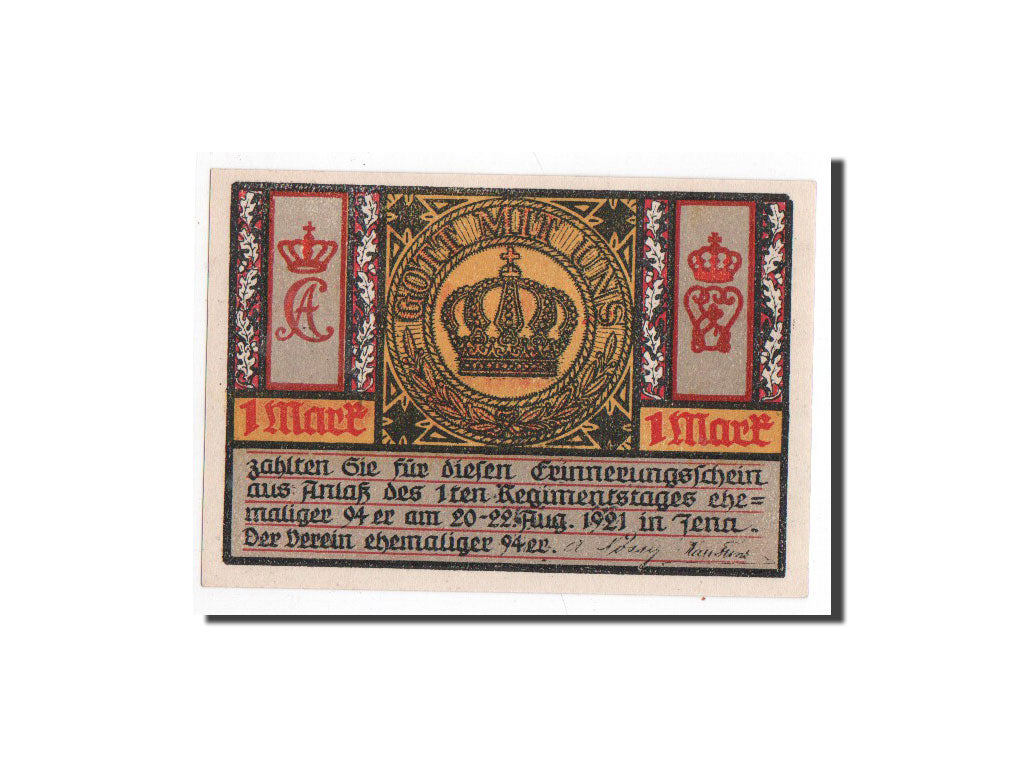 GOTT MIT UNS
CA
1 Mark
1 Mark
zahlten Sie für diesen Erinnerungsschein
aus Anlaß des 1ten Regimentstages ehe=
maliger 94er am 20-22. Aug. 1921 in Jena.
Der Verein ehemaliger 94er.